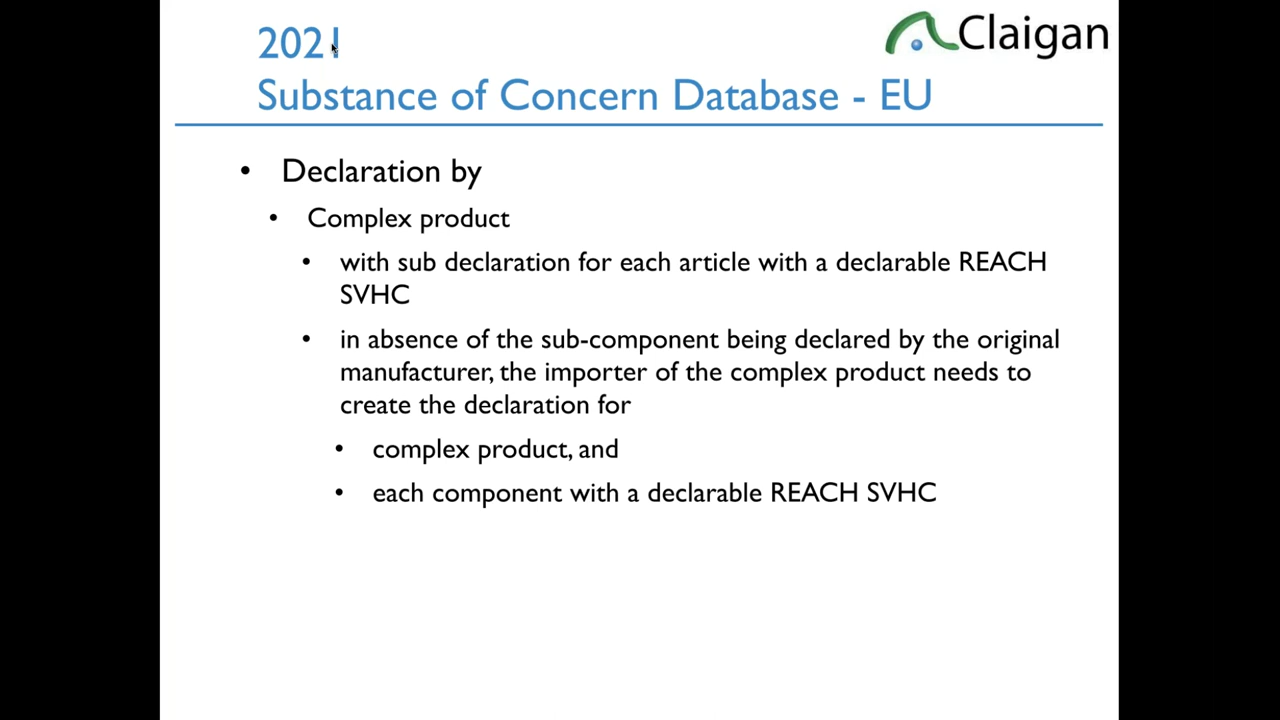 2021
Claigan
Substance of Concern Database - EU
• Declaration by
• Complex product
• with sub declaration for each article with a declarable REACH
SVHC
• in absence of the sub-component being declared by the original
manufacturer, the importer of the complex product needs to
create the declaration for
• complex product, and
• each component with a declarable REACH SVHC